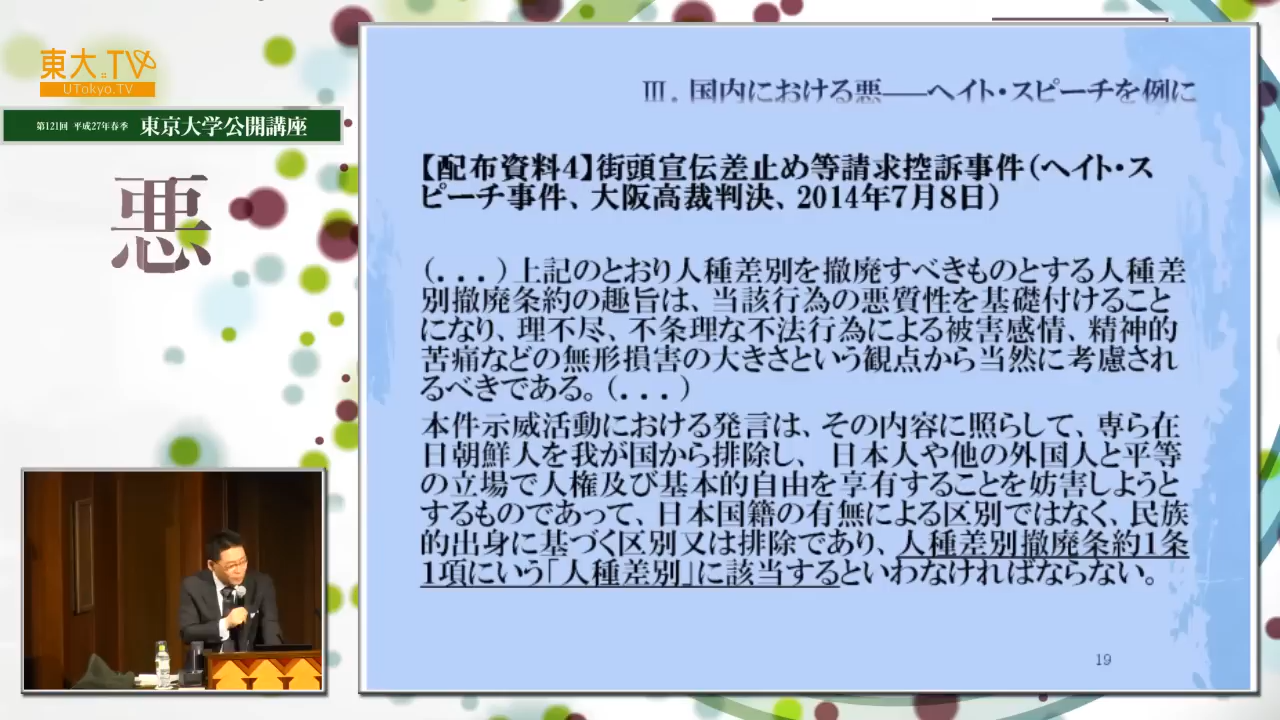 東大.TV
UTokyo.TV
第121回 平成27年春季 東京大学公開講座
悪
Ⅲ．国内における悪――ヘイト・スピーチを例に
【配布資料4】街頭宣伝差止め等請求控訴事件（ヘイト・ス
ピーチ事件、大阪高裁判決、2014年7月8日）
（．．．）上記のとおり人種差別を撤廃すべきものとする人種差
別撤廃条約の趣旨は、当該行為の悪質性を基礎付けること
になり、理不尽、不条理な不法行為による被害感情、精神的
苦痛などの無形損害の大きさという観点から当然に考慮され
るべきである。（．．．）
本件示威活動における発言は、その内容に照らして、専ら在
日朝鮮人を我が国から排除し、 日本人や他の外国人と平等
の立場で人権及び基本的自由を享有することを妨害しようと
するものであって、日本国籍の有無による区別ではなく、民族
的出身に基づく区別又は排除であり、人種差別撤廃条約1条
1項にいう「人種差別」に該当するといわなければならない。
19